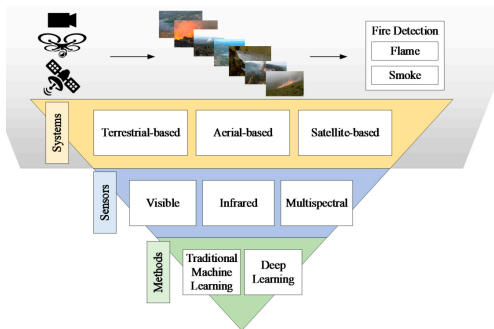 Fire Detection
Flame
Smoke
Systems
Terrestrial-based
Aerial-based
Satellite-based
Sensors
Visible
Infrared
Multispectral
Methods
Traditional
Machine
Learning
Deep
Learning